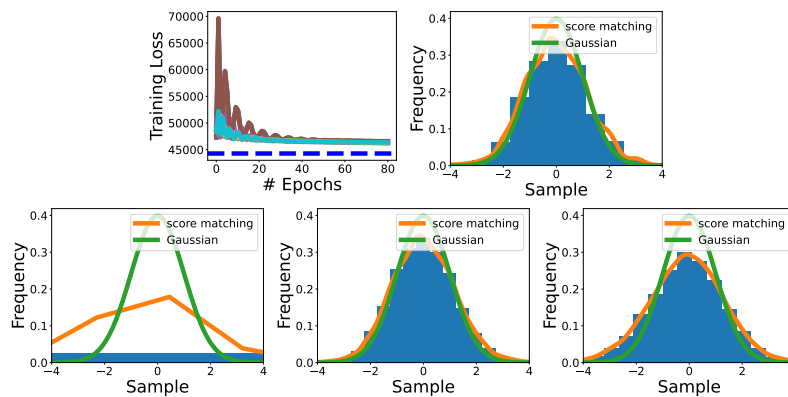 70000
65000
60000
55000
50000
45000
Training Loss
0 20 40 60 80
# Epochs
0.4
0.3
0.2
0.1
0.0
Frequency
score matching
Gaussian
−4 −2 0 2 4
Sample
0.4
0.3
0.2
0.1
0.0
Frequency
score matching
Gaussian
−4 −2 0 2 4
Sample
0.4
0.3
0.2
0.1
0.0
Frequency
score matching
Gaussian
−4 −2 0 2 4
Sample
0.4
0.3
0.2
0.1
0.0
Frequency
score matching
Gaussian
−4 −2 0 2
Sample